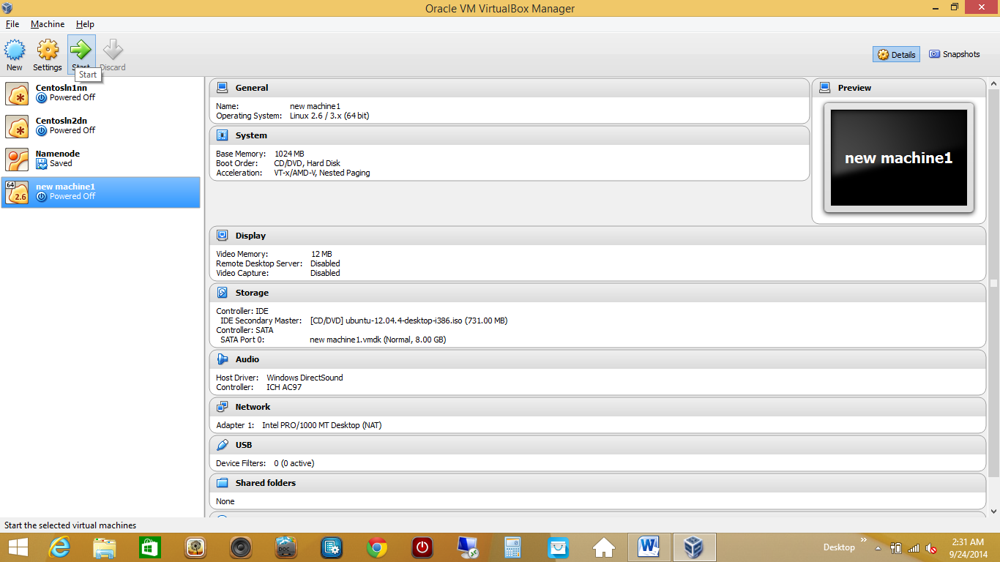 Oracle VM VirtualBox Manager
File Machine Help
New Settings Start Discard
Start
Details Snapshots
Centosln1nn
Powered Off
Centosln2dn
Powered Off
Namenode
Saved
64
2.6
new machine1
Powered Off
General
Name: new machine1
Operating System: Linux 2.6 / 3.x (64 bit)
System
Base Memory: 1024 MB
Boot Order: CD/DVD, Hard Disk
Acceleration: VT-x/AMD-V, Nested Paging
Preview
new machine1
Display
Video Memory: 12 MB
Remote Desktop Server: Disabled
Video Capture: Disabled
Storage
Controller: IDE
IDE Secondary Master: [CD/DVD] ubuntu-12.04.4-desktop-i386.iso (731.00 MB)
Controller: SATA
SATA Port 0: new machine1.vmdk (Normal, 8.00 GB)
Audio
Host Driver: Windows DirectSound
Controller: ICH AC97
Network
Adapter 1: Intel PRO/1000 MT Desktop (NAT)
USB
Device Filters: 0 (0 active)
Shared folders
None
Start the selected virtual machines
DOC
W
Desktop
2:31 AM
9/24/2014